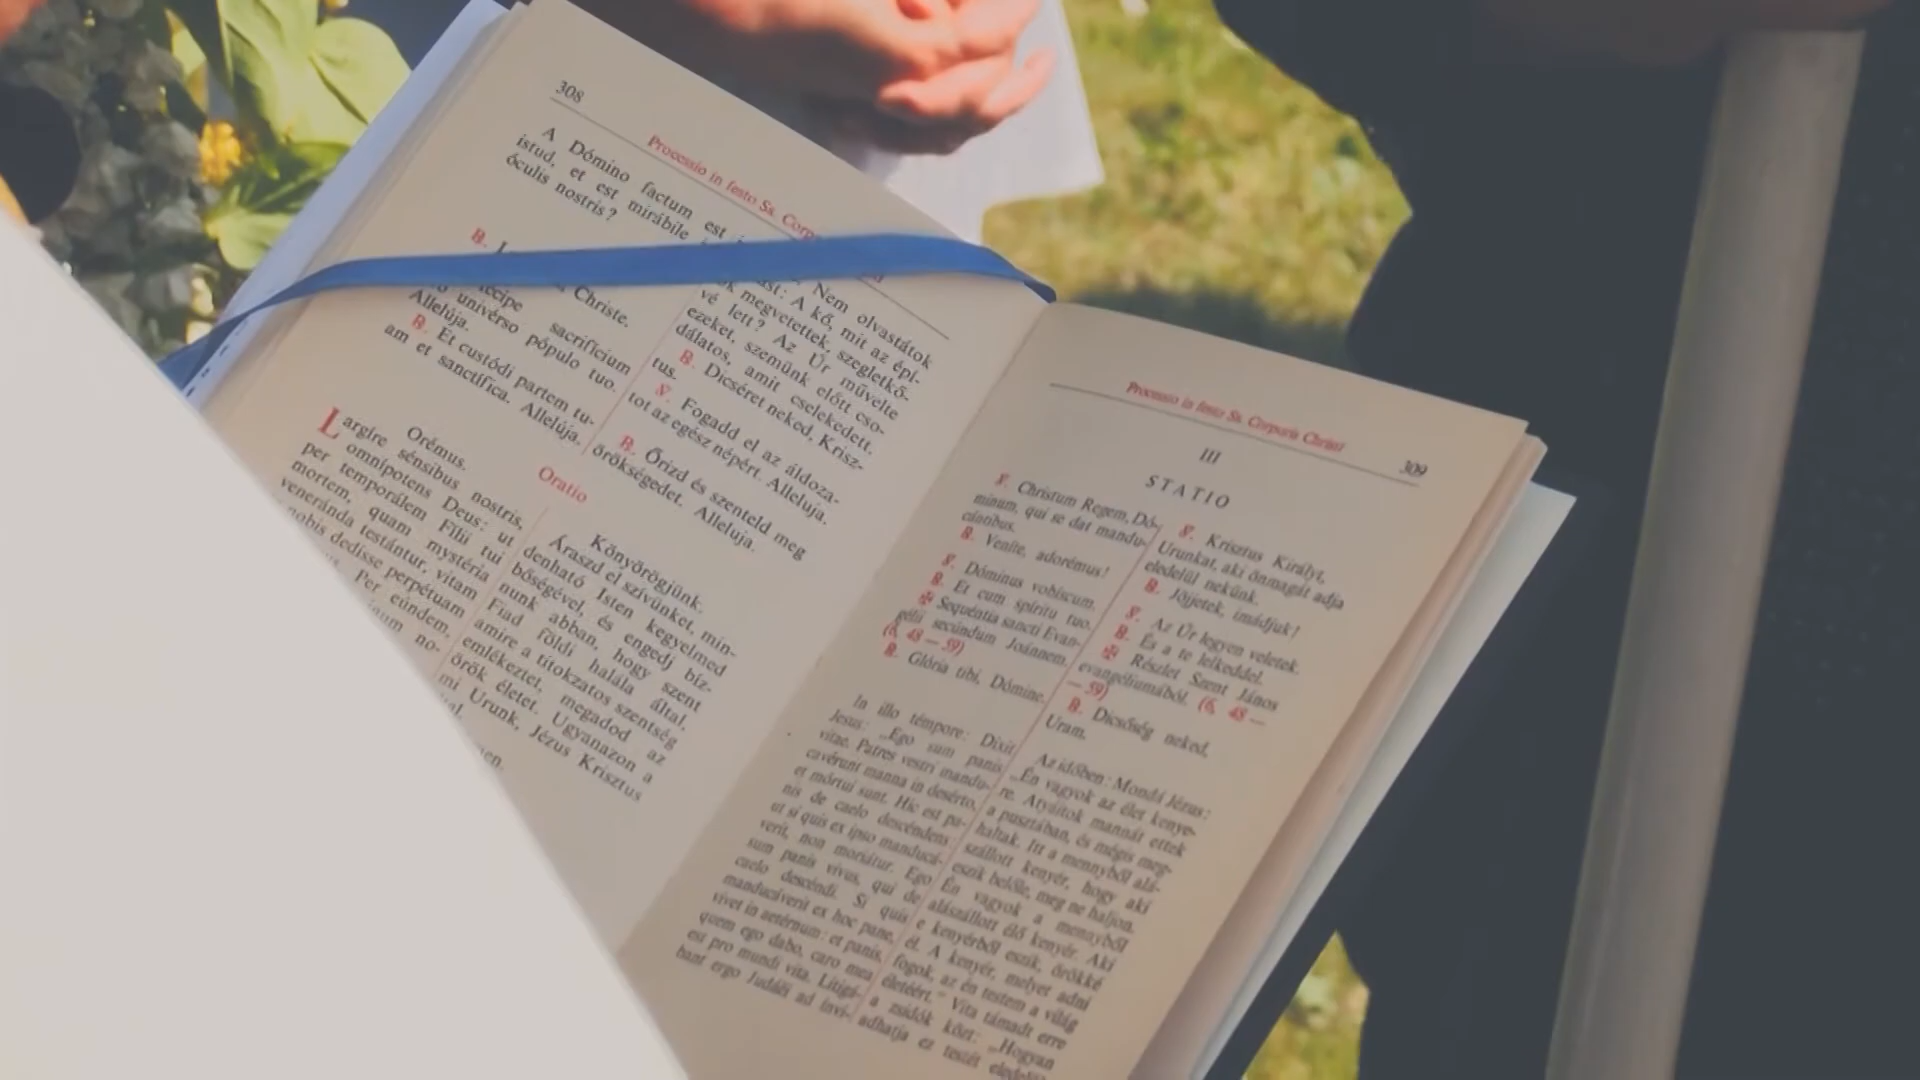 308
Processio in festo Ss. Corp
A Dómino factum est
istud, et est mirábile
óculis nostris?
℟.
Christe.
sacrifícium
univérso pópulo tuo.
Allelúja.
℟. Et custódi partem tu-
am et sanctífica. Allelúja.
Nem olvastátok
A kő, mit az épí-
megvetettek, szegletkő-
vé lett? Az Úr művelte
ezeket, szemünk előtt cso-
dálatos, amit cselekedett.
℟. Dicséret neked, Krisz-
tus.
℣. Fogadd el az áldoza-
tot az egész népért. Alleluja.
℟. Őrizd és szenteld meg
örökségedet. Alleluja.
Oratio
Orémus.
Largíre sénsibus nostris,
omnípotens Deus: ut
per temporálem Fílii tui
mortem, quam mystéria
veneránda testántur, vitam
nobis dedísse perpétuam
Per eúndem,
no-
Könyörögjünk.
Áraszd el szívünket, min-
denható Isten kegyelmed
bőségével, és engedj bíz-
nunk abban, hogy szent
Fiad földi halála által,
amire a titokzatos szentség
emlékeztet, megadod az
örök életet. Ugyanazon a
mi Urunk, Jézus Krisztus
Processio in festo Ss. Corporis Christi
309
III
STATIO
℣. Christum Regem, Dó-
minum, qui se dat mandu-
cántibus.
℟. Veníte, adorémus!
℣. Dóminus vobíscum.
℟. Et cum spíritu tuo.
✠ Sequéntia sancti Evan-
gélii secúndum Joánnem.
(6, 48 — 59)
℟. Glória tibi, Dómine.
In illo témpore: Dixit
Jesus: „Ego sum panis
vitae. Patres vestri mandu-
cavérunt manna in desérto,
et mórtui sunt. Hic est pa-
nis de caelo descéndens
ut si quis ex ipso manducá-
verit, non moriátur. Ego
sum panis vivus, qui de
caelo descéndi. Si quis
manducáverit ex hoc pane,
vivet in aetérnum: et panis,
quem ego dabo, caro mea
est pro mundi vita. Litigá-
bant ergo Judáei ad ínvi-
℣. Krisztus Királyt,
Urunkat, aki önmagát adja
eledelül nekünk.
℟. Jöjjetek, imádjuk!
℣. Az Úr legyen veletek.
℟. És a te lelkeddel.
✠ Részlet Szent János
evangéliumából. (6, 48 —
— 59)
℟. Dicsőség neked,
Uram.
Az időben: Mondá Jézus:
„Én vagyok az élet kenye-
re. Atyáitok mannát ettek
a pusztában, és mégis meg-
haltak. Itt a mennyből alá-
szállott kenyér, hogy aki
eszik belőle, meg ne haljon.
Én vagyok a mennyből
alászállott élő kenyér. Aki
e kenyérből eszik, örökké
él. A kenyér, melyet adni
fogok, az én testem a világ
életéért.” Vita támadt erre
a zsidók közt: „Hogyan
adhatja ez testét